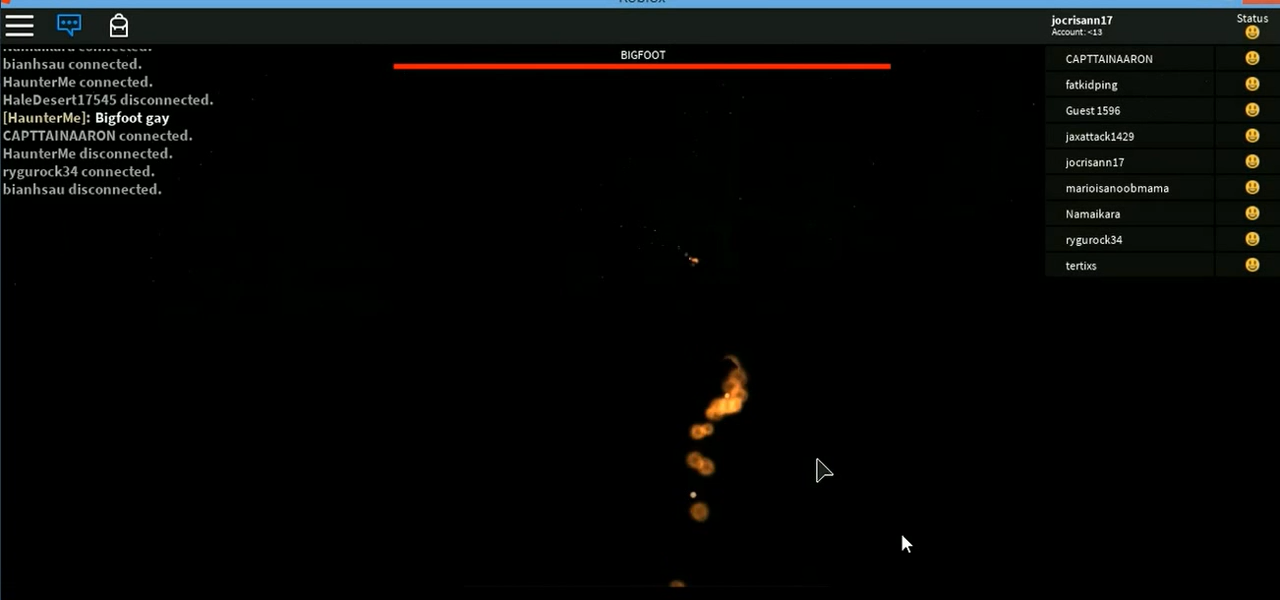 jocrisann17
Account: <13
Status
connected.
bianhsau connected.
HaunterMe connected.
HaleDesert17545 disconnected.
[HaunterMe]: Bigfoot gay
CAPTTAINAARON connected.
HaunterMe disconnected.
rygurock34 connected.
bianhsau disconnected.
BIGFOOT
CAPTTAINAARON
fatkidping
Guest 1596
jaxattack1429
jocrisann17
marioisanoobmama
Namaikara
rygurock34
tertixs